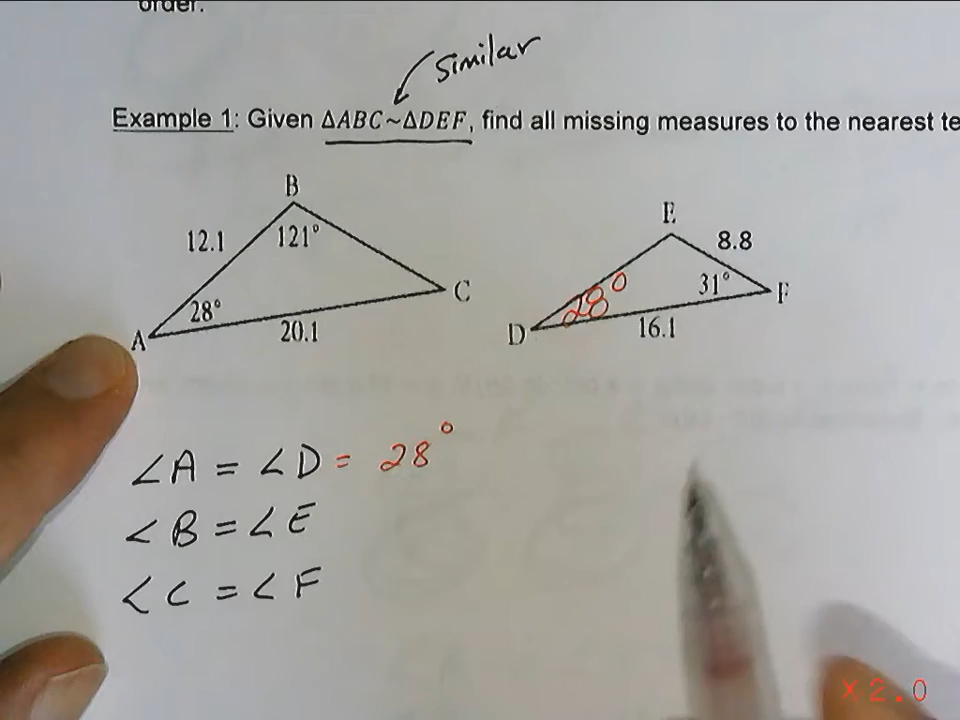 order.
similar
Example 1: Given ΔABC~ΔDEF, find all missing measures to the nearest te
B
12.1
121°
28°
A
20.1
C
E
8.8
31°
28°
D
16.1
F
∠A = ∠D = 28°
∠B = ∠E
∠C = ∠F
×2.0